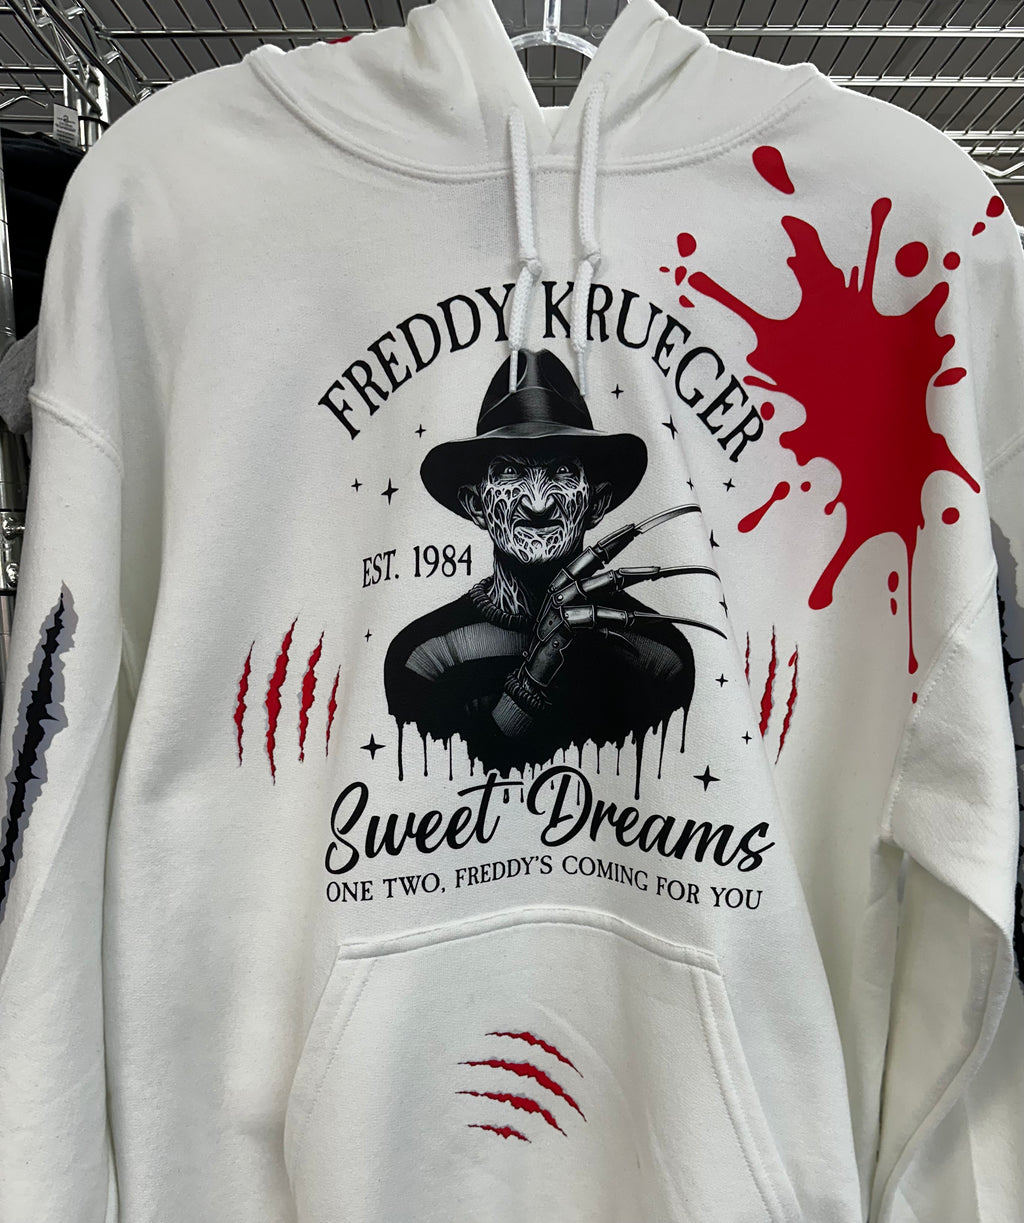 FREDDY KRUEGER
EST. 1984
Sweet Dreams
ONE TWO, FREDDY'S COMING FOR YOU